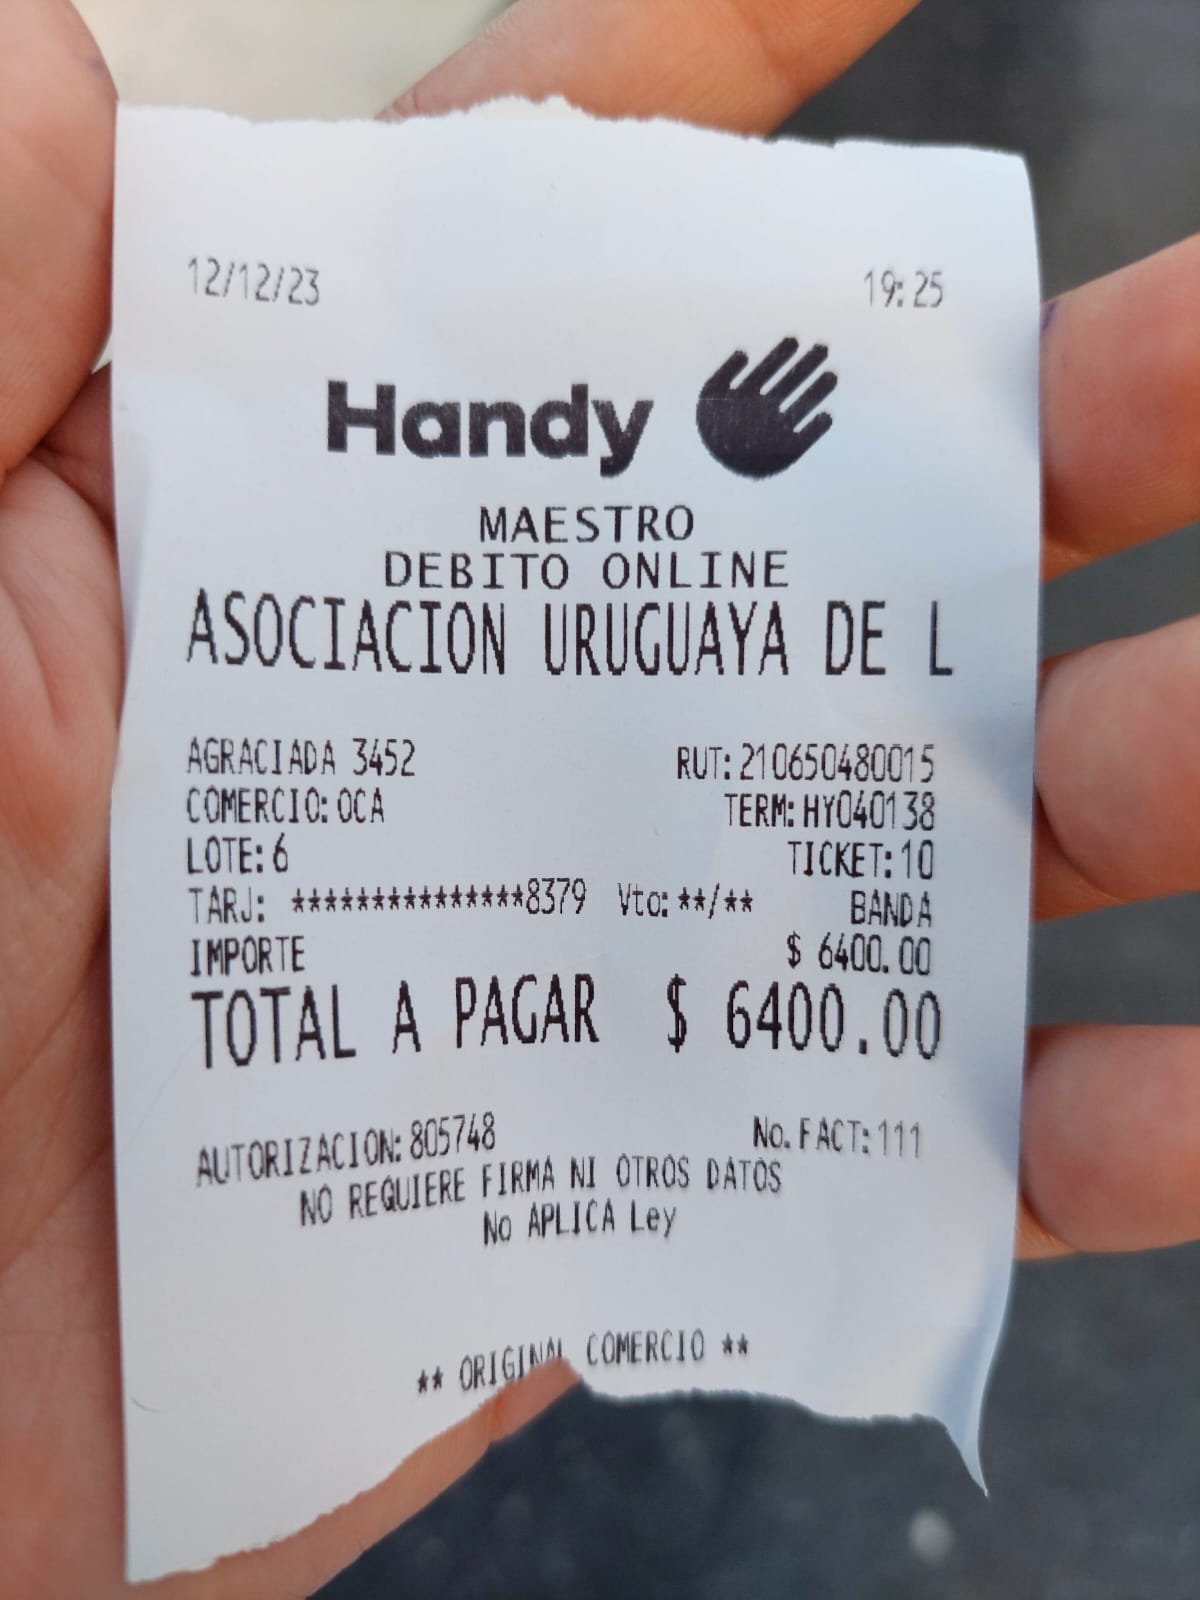 12/12/23 19:25
Handy
MAESTRO
DEBITO ONLINE
ASOCIACION URUGUAYA DE L
AGRACIADA 3452 RUT: 210650480015
COMERCIO: OCA TERM: HY040138
LOTE: 6 TICKET: 10
TARJ: ***************8379 Vto: **/** BANDA
IMPORTE $ 6400.00
TOTAL A PAGAR $ 6400.00
AUTORIZACION: 805748 No. FACT: 111
NO REQUIERE FIRMA NI OTROS DATOS
No APLICA Ley
** ORIGINAL COMERCIO **